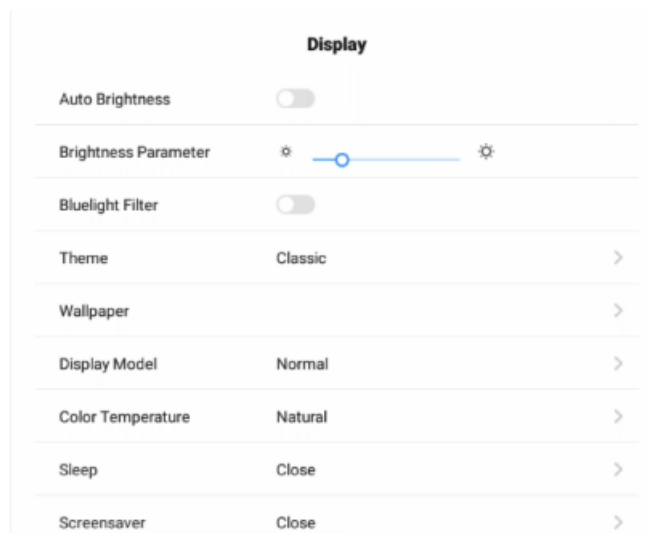 Display
Auto Brightness
Brightness Parameter
Bluelight Filter
Theme Classic
Wallpaper
Display Model Normal
Color Temperature Natural
Sleep Close
Screensaver Close